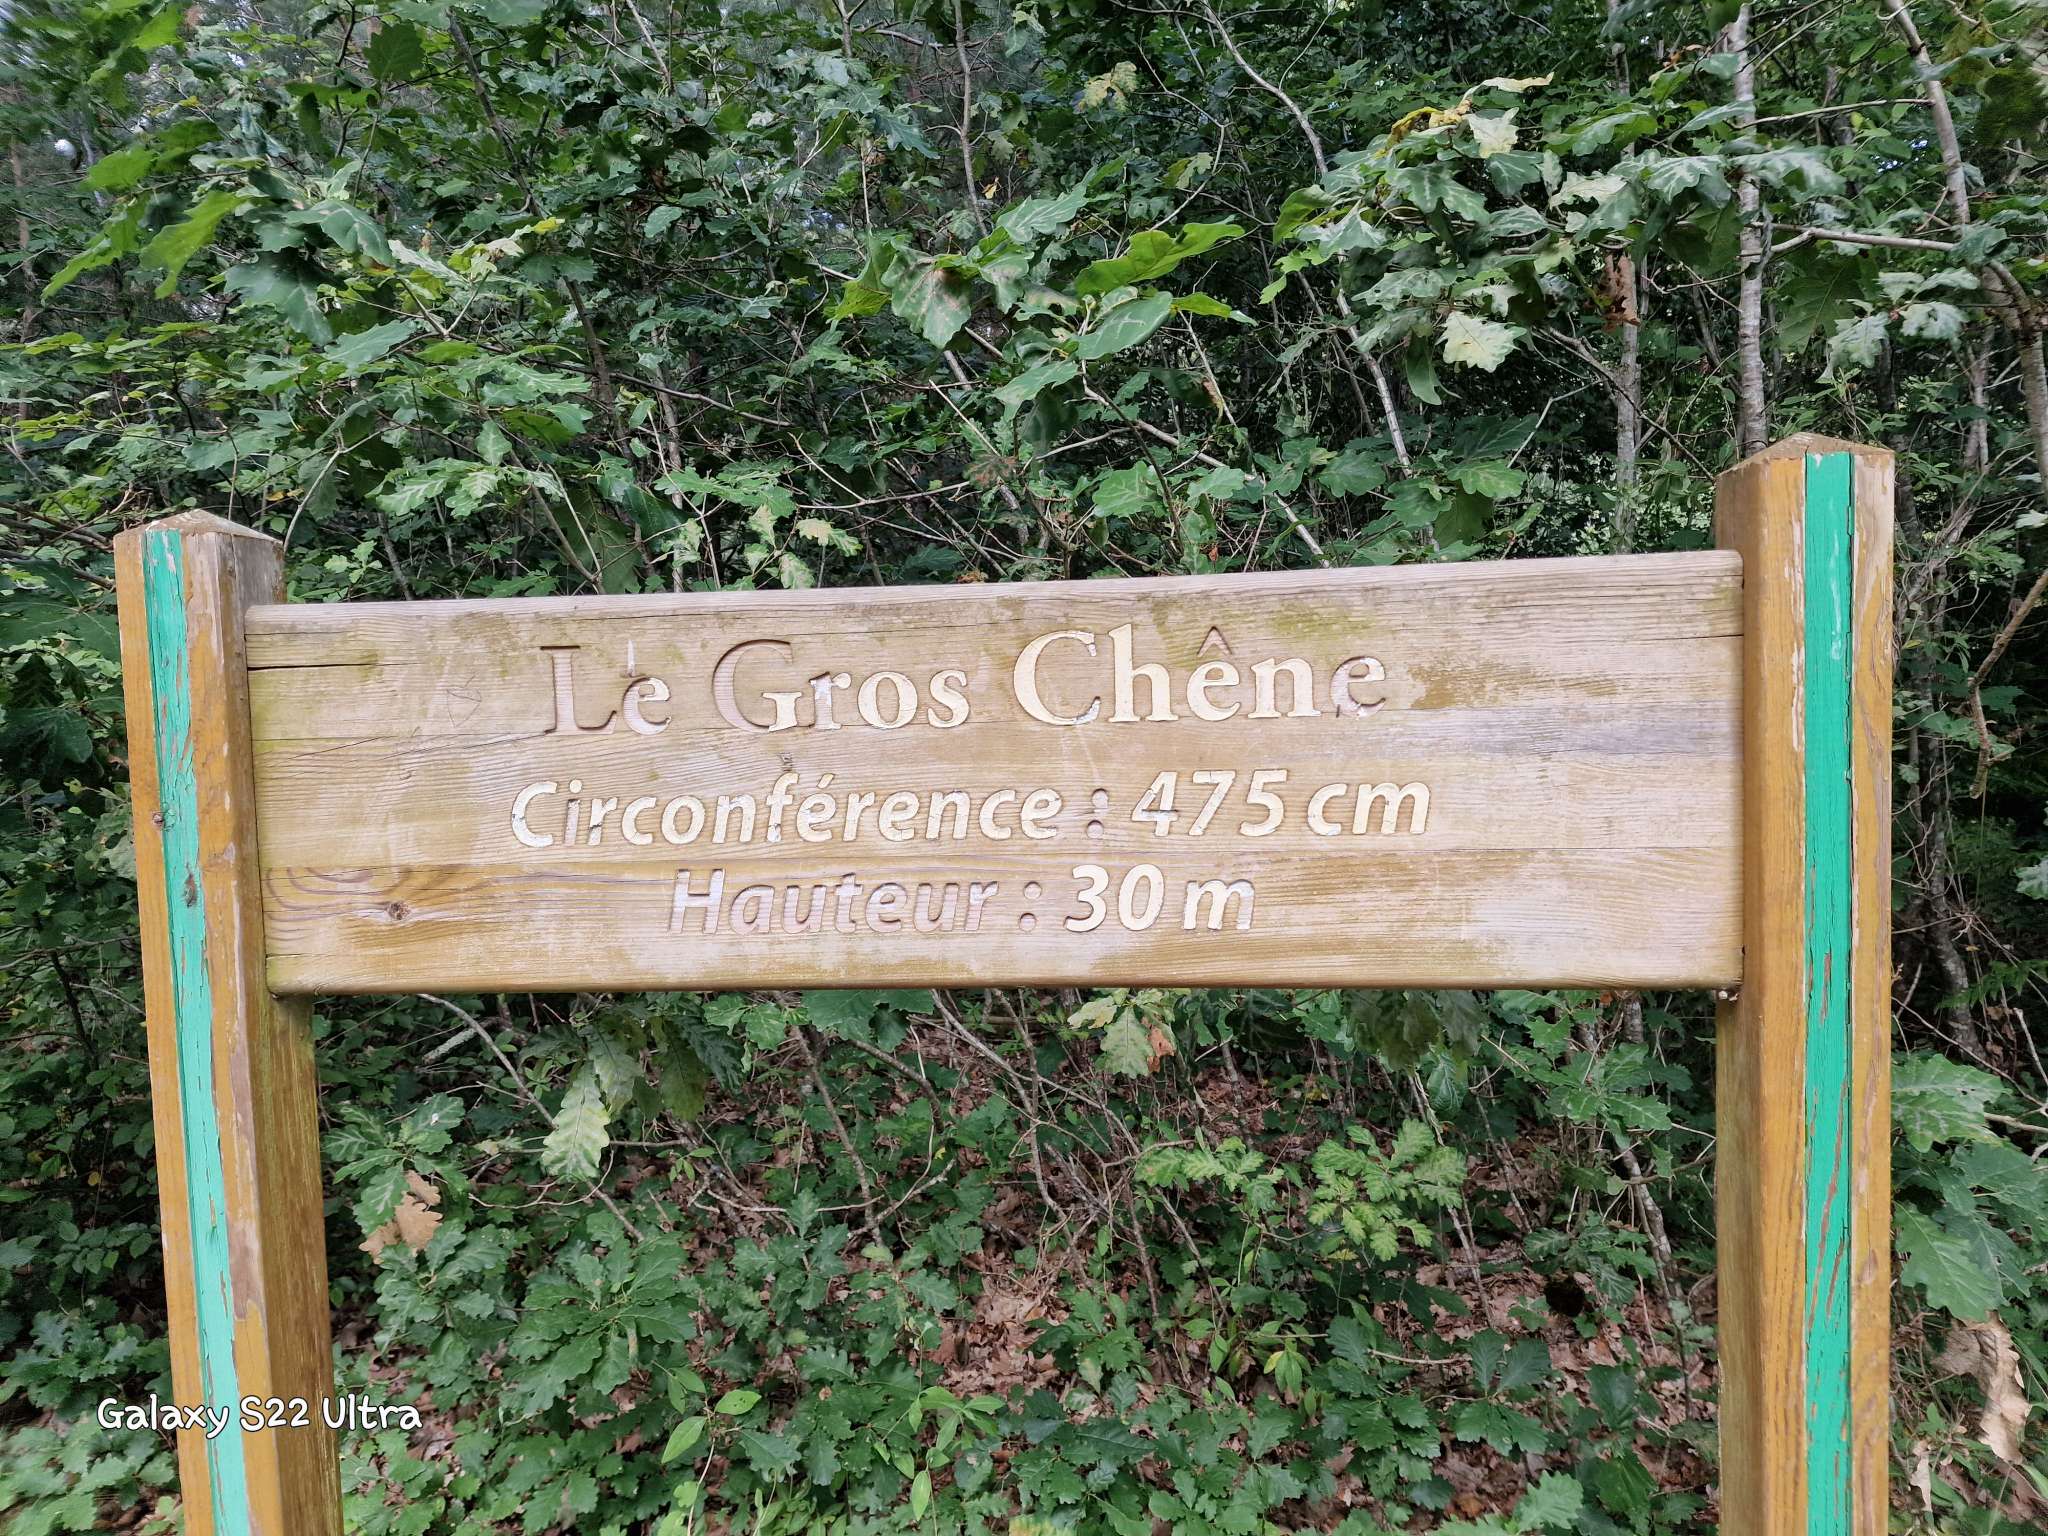 Le Gros Chêne
Circonférence : 475 cm
Hauteur : 30 m
Galaxy S22 Ultra